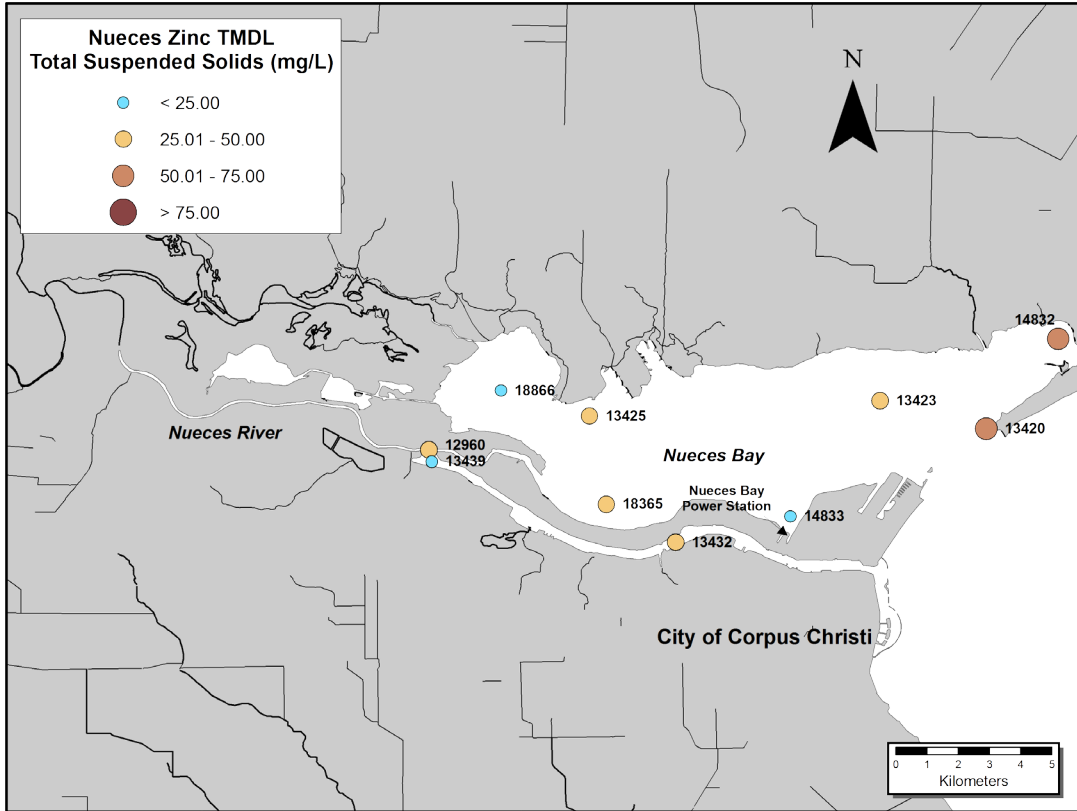 Nueces Zinc TMDL
Total Suspended Solids (mg/L)
< 25.00
25.01 - 50.00
50.01 - 75.00
> 75.00
N
14832
18866
13425
13423
13420
Nueces River
12960
13439
Nueces Bay
18365
Nueces Bay
Power Station
14833
13432
City of Corpus Christi
0 1 2 3 4 5
Kilometers